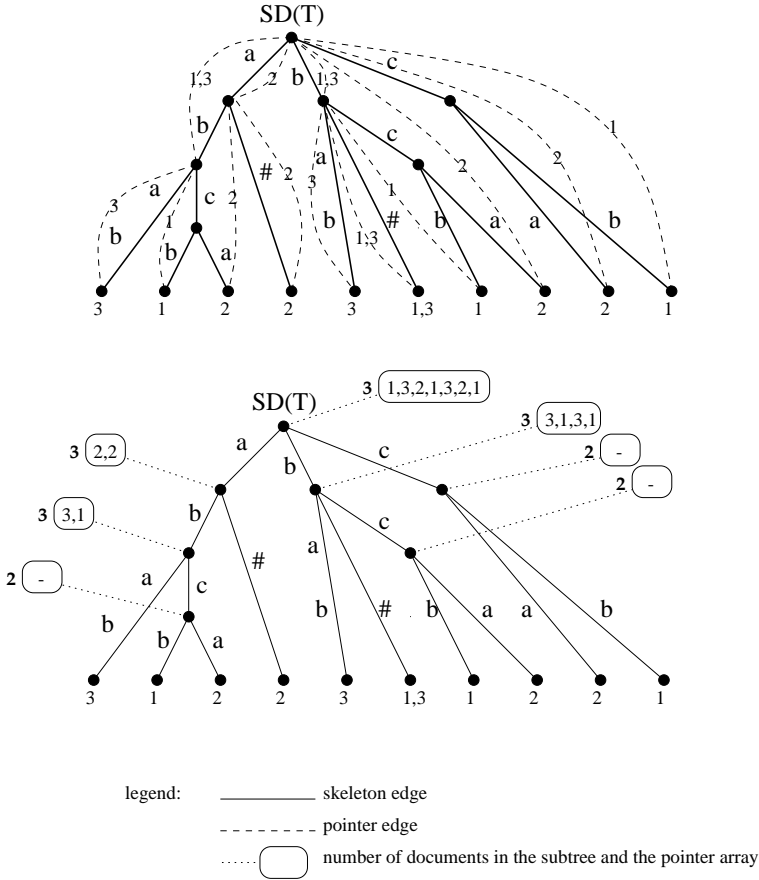 SD(T)
a
b
c
1,3
2
1,3
1
b
c
a
#
2
3
2
2
a
c
2
b
#
1
3
b
1
b
a
1,3
b
a
a
b
3
1
2
2
3
1,3
1
2
2
1
3
1,3,2,1,3,2,1
SD(T)
3
3,1,3,1
a
b
c
3
2,2
2
-
2
-
3
3,1
b
c
a
#
2
-
a
c
b
b
a
b
#
b
a
a
b
3
1
2
2
3
1,3
1
2
2
1
legend:
skeleton edge
pointer edge
number of documents in the subtree and the pointer array